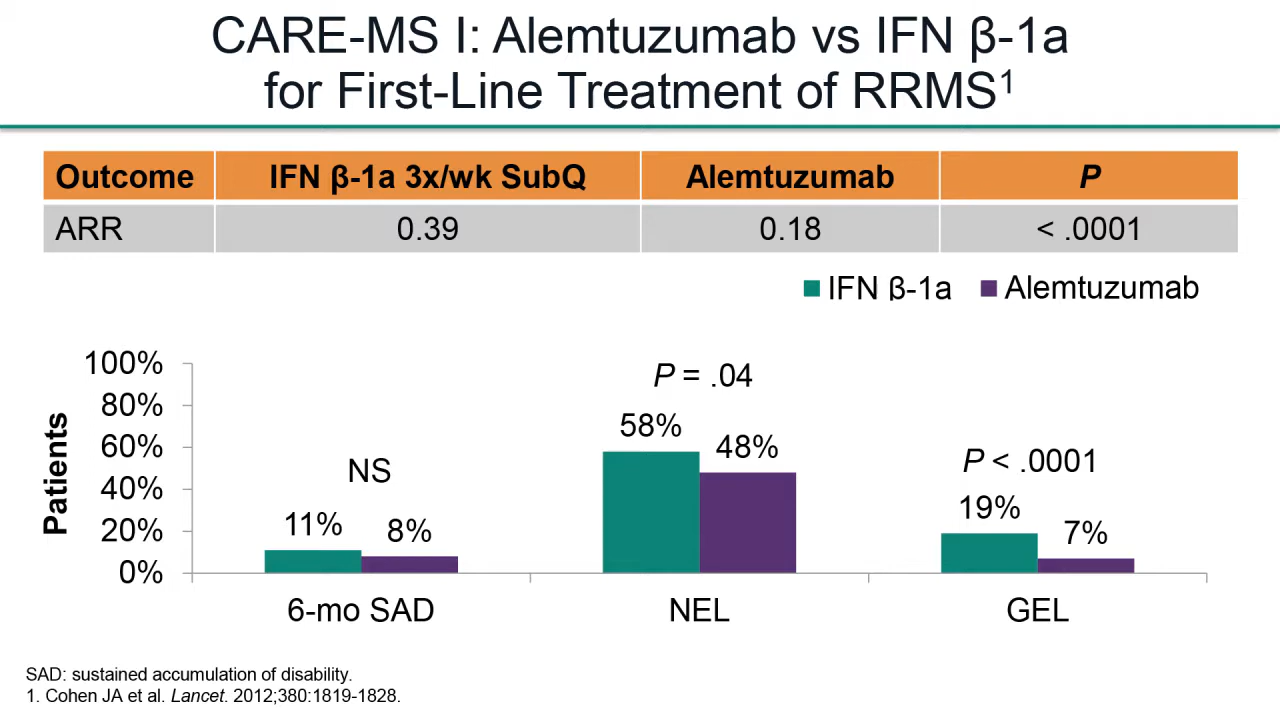 CARE-MS I: Alemtuzumab vs IFN β-1a
for First-Line Treatment of RRMS1
Outcome IFN β-1a 3x/wk SubQ Alemtuzumab P
ARR 0.39 0.18 < .0001
IFN β-1a Alemtuzumab
Patients
100%
80%
60%
40%
20%
0%
NS
11% 8%
P = .04
58% 48%
P < .0001
19% 7%
6-mo SAD NEL GEL
SAD: sustained accumulation of disability.
1. Cohen JA et al. Lancet. 2012;380:1819-1828.